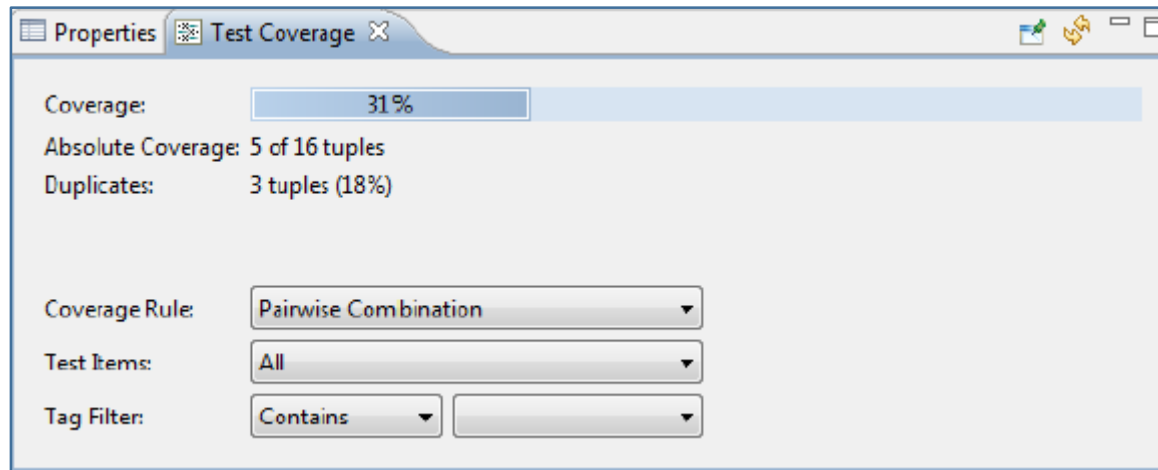 Properties Test Coverage
Coverage: 31%
Absolute Coverage: 5 of 16 tuples
Duplicates: 3 tuples (18%)
Coverage Rule: Pairwise Combination
Test Items: All
Tag Filter: Contains